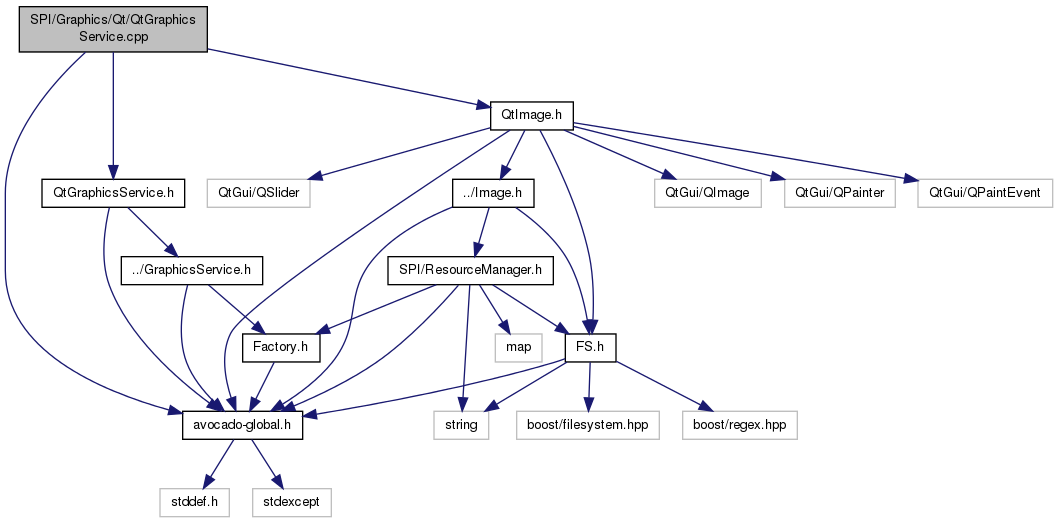 SPI/Graphics/Qt/QtGraphics
Service.cpp
QtImage.h
QtGraphicsService.h
QtGui/QSlider
../Image.h
QtGui/QImage
QtGui/QPainter
QtGui/QPaintEvent
../GraphicsService.h
SPI/ResourceManager.h
Factory.h
map
FS.h
avocado-global.h
string
boost/filesystem.hpp
boost/regex.hpp
stddef.h
stdexcept